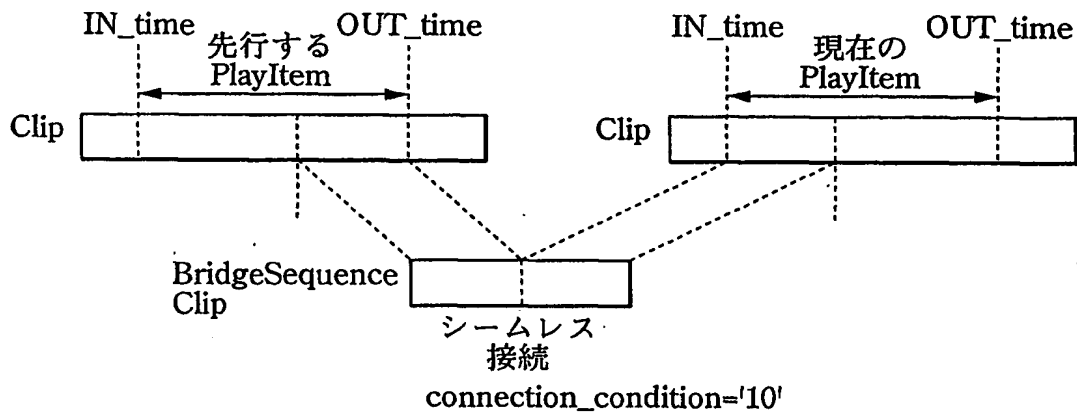 IN_time
OUT_time
先行する
PlayItem
Clip
IN_time
OUT_time
現在の
PlayItem
Clip
BridgeSequence
Clip
シームレス
接続
connection_condition='10'